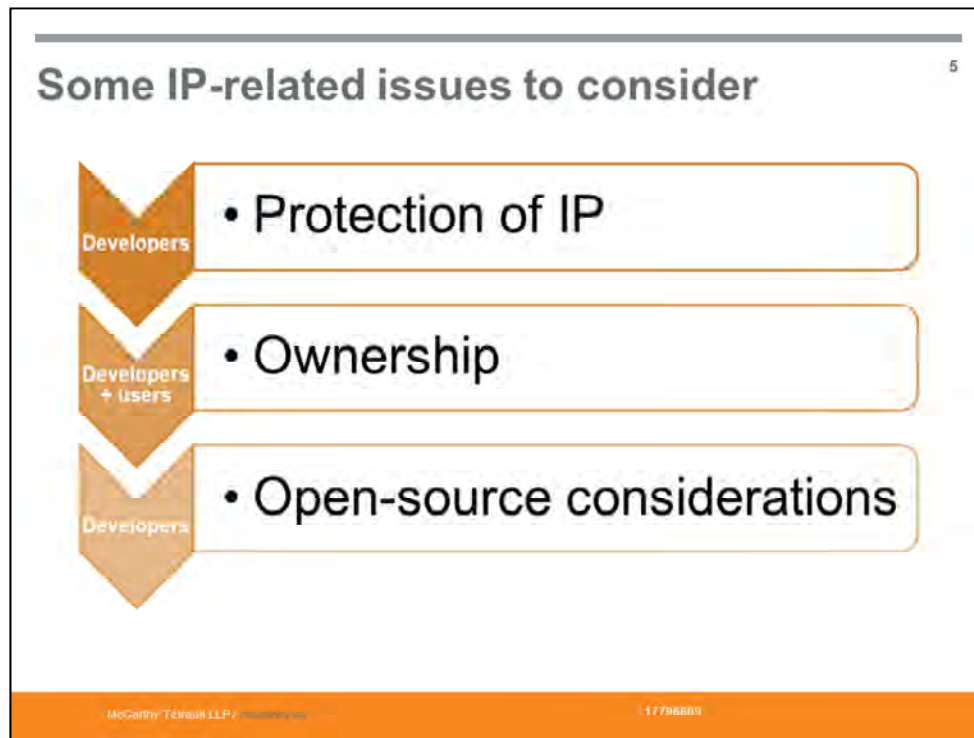 5
Some IP-related issues to consider
Developers
• Protection of IP
Developers
+ users
• Ownership
Developers
• Open-source considerations
McCarthy Tétrault LLP /
17796889